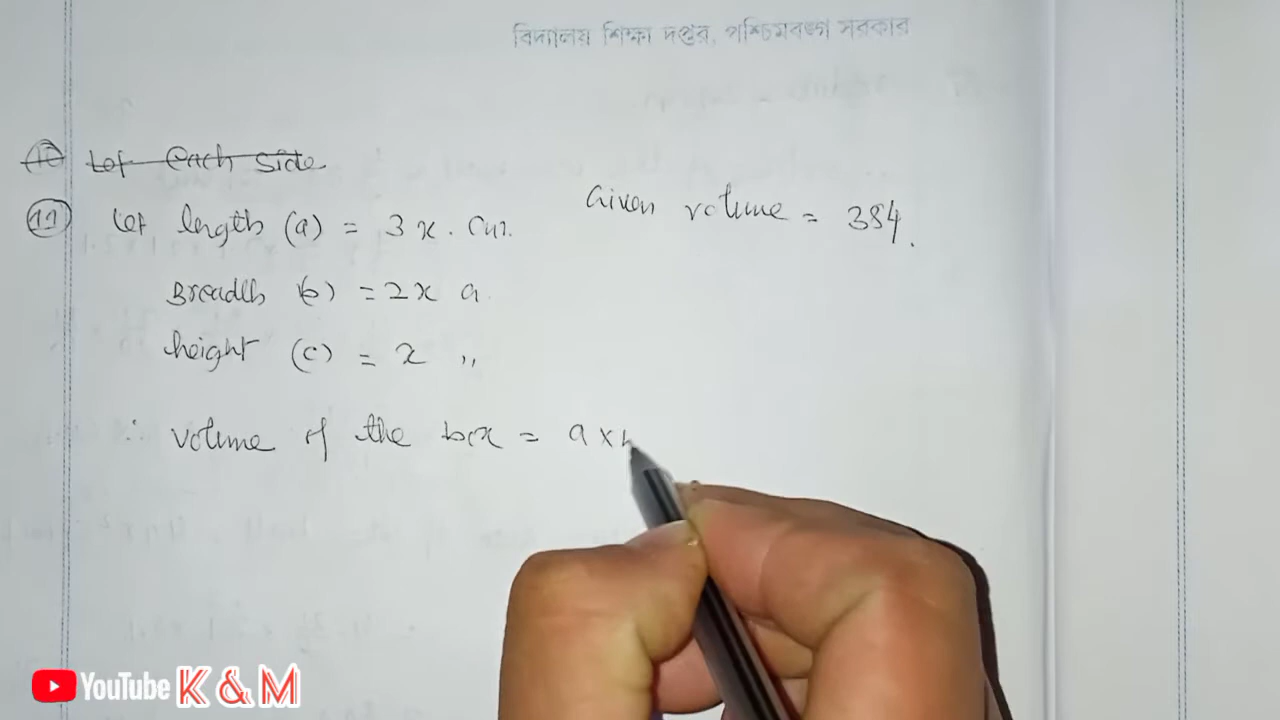 বিদ্যালয় শিক্ষা দপ্তর, পশ্চিমবঙ্গ সরকার
Let each side
11 Let length (a) = 3x. cm.
Given volume = 384.
Breadth (b) = 2x
height (c) = x ,,
∴ volume of the box = a x b
YouTube K & M